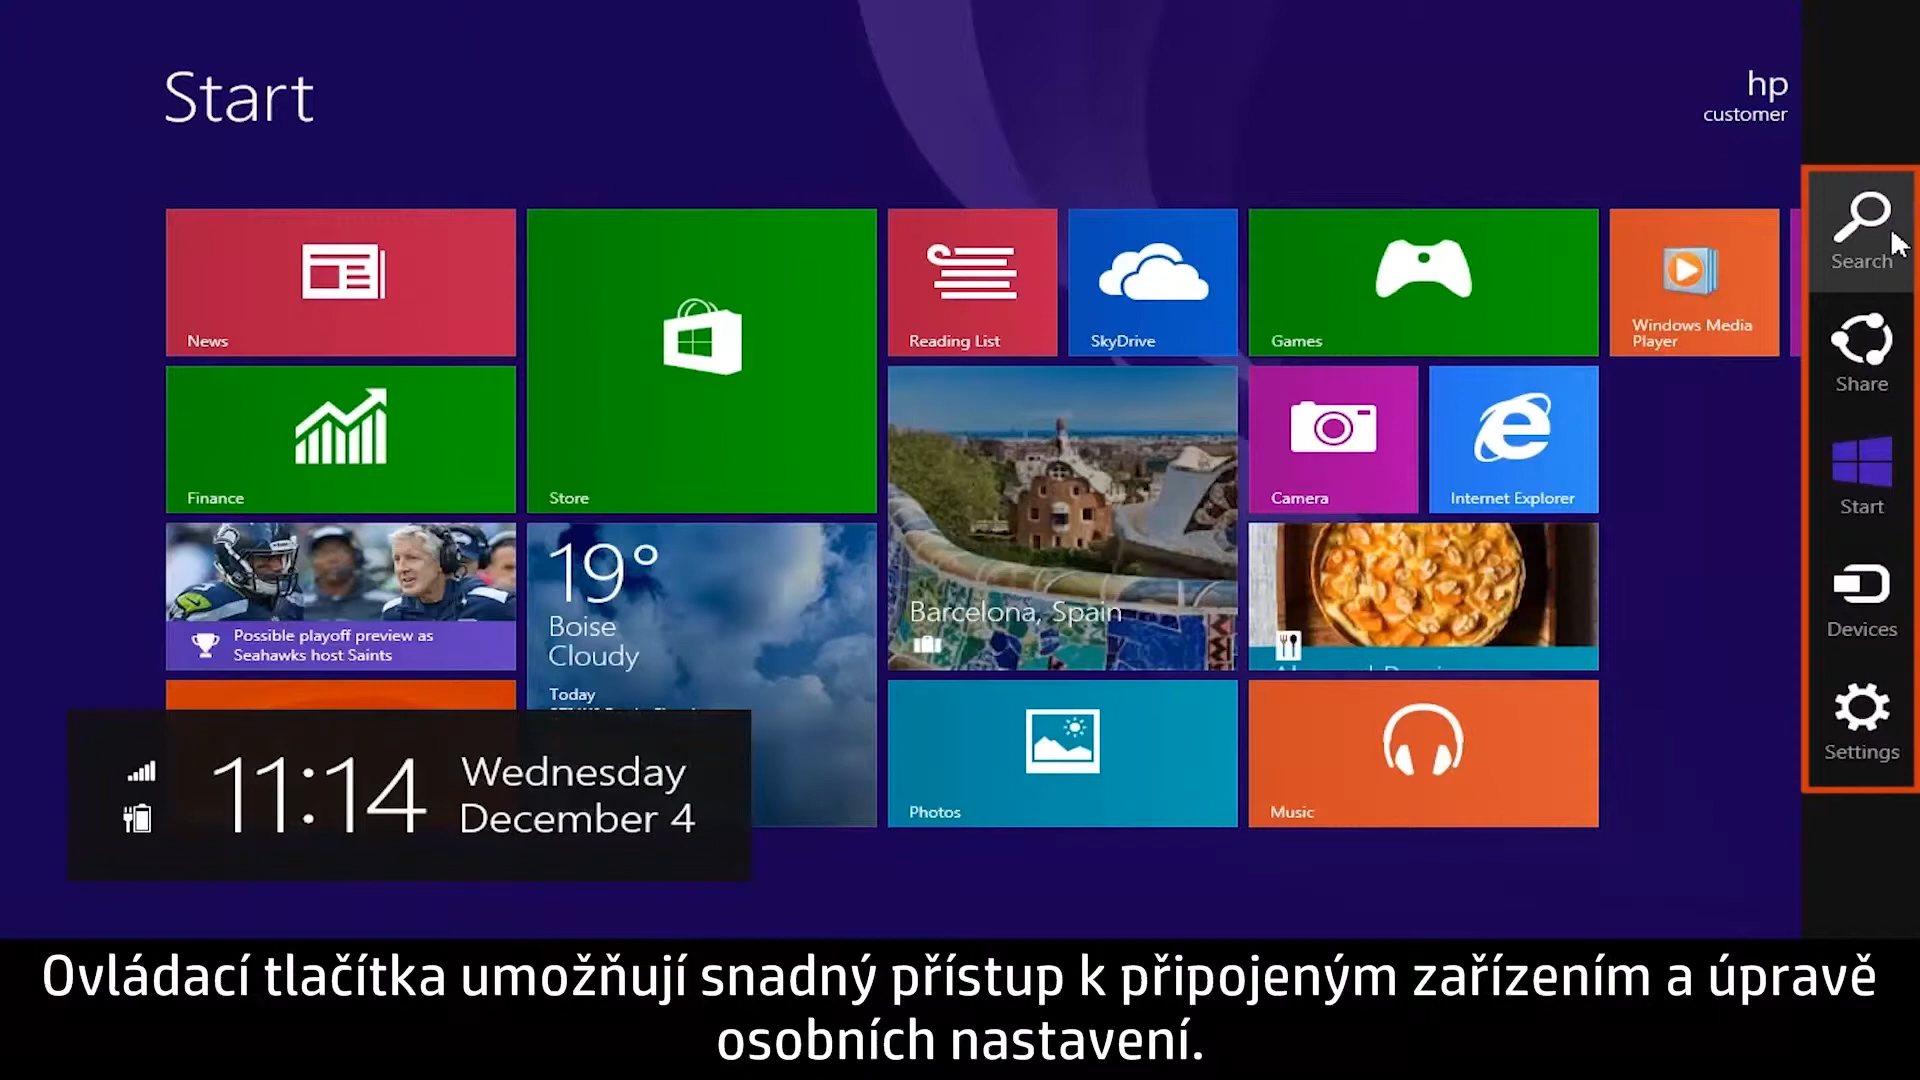 Start
hp
customer
News
Store
Reading List
SkyDrive
Games
Windows Media
Player
Finance
Camera
Internet Explorer
Possible playoff preview as
Seahawks host Saints
19°
Boise
Cloudy
Today
Barcelona, Spain
Photos
Music
11:14
Wednesday
December 4
Search
Share
Start
Devices
Settings
Ovládací tlačítka umožňují snadný přístup k připojeným zařízením a úpravě
osobních nastavení.